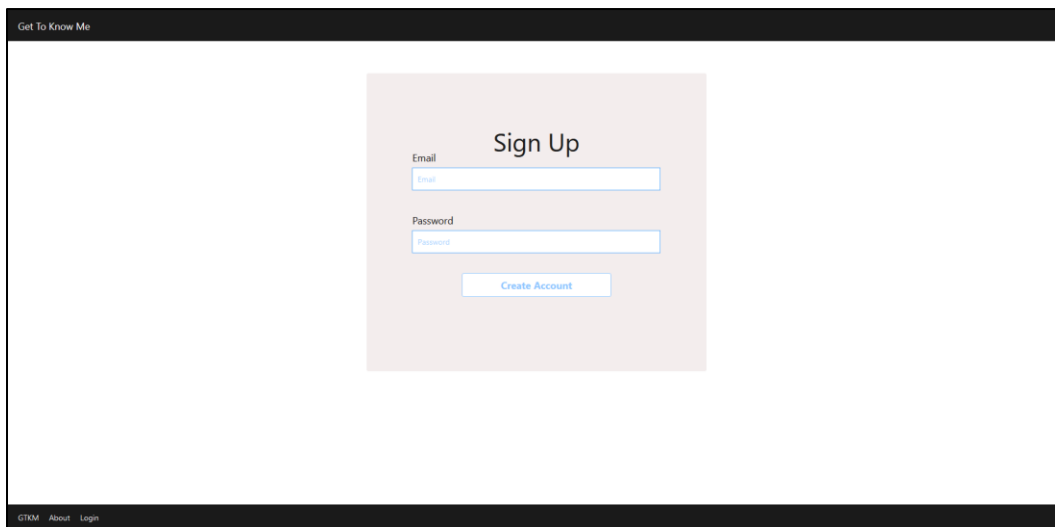 Get To Know Me
Sign Up
Email
Email
Password
Password
Create Account
GTKM About Login